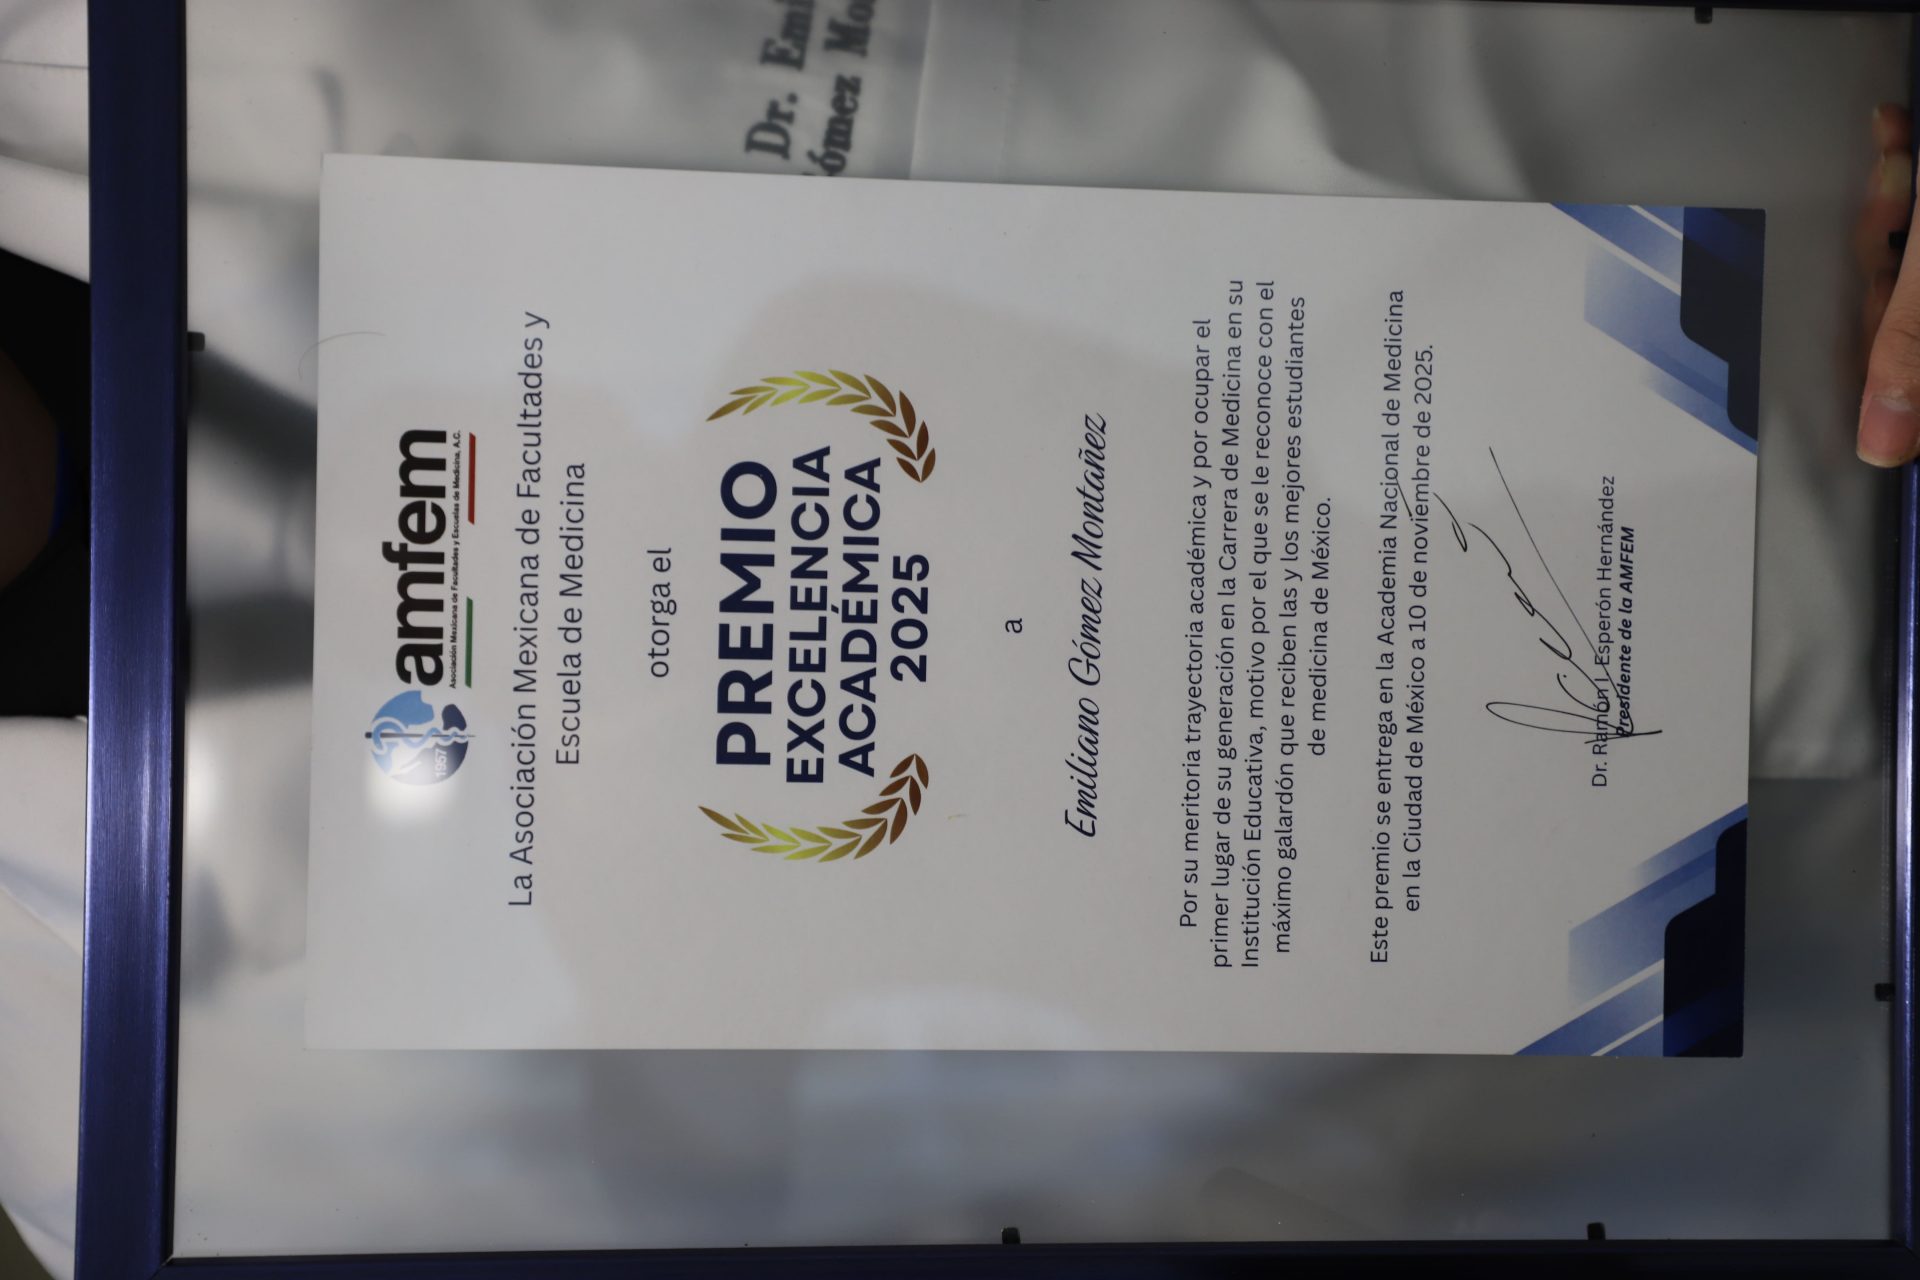 Dr. Emi
ómez Mo
1957
amfem
Asociación Mexicana de Facultades y Escuelas de Medicina, A.C.
La Asociación Mexicana de Facultades y
Escuela de Medicina
otorga el
PREMIO
EXCELENCIA
ACADÉMICA
2025
a
Emiliano Gómez Montañez
Por su meritoria trayectoria académica y por ocupar el
primer lugar de su generación en la Carrera de Medicina en su
Institución Educativa, motivo por el que se le reconoce con el
máximo galardón que reciben las y los mejores estudiantes
de medicina de México.
Este premio se entrega en la Academia Nacional de Medicina
en la Ciudad de México a 10 de noviembre de 2025.
Dr. Ramón I. Esperón Hernández
Presidente de la AMFEM